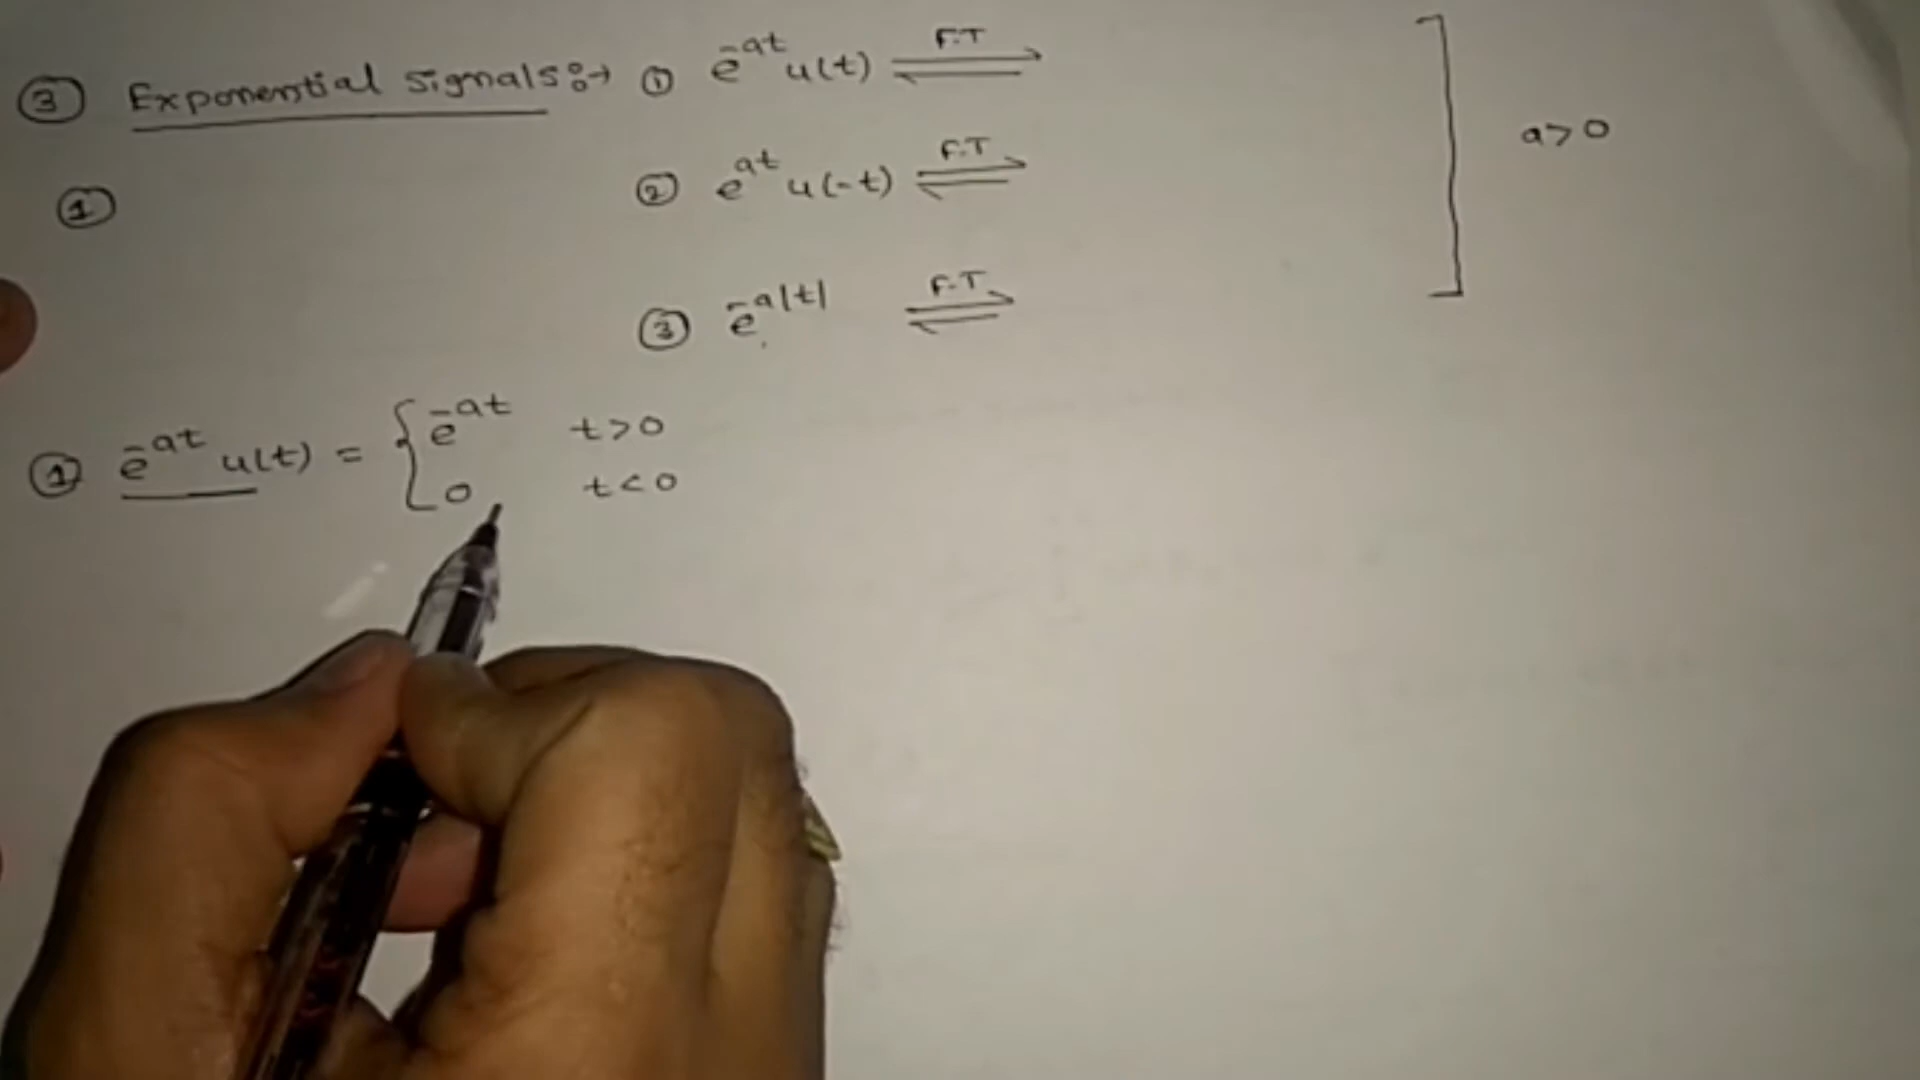 ③ Exponential signals:→ ① e^-at u(t) ⇌ F.T
① ② e^at u(-t) ⇌ F.T
③ e^-a|t| ⇌ F.T
] a>0
① e^-at u(t) = { e^-at t>0
0 t<0